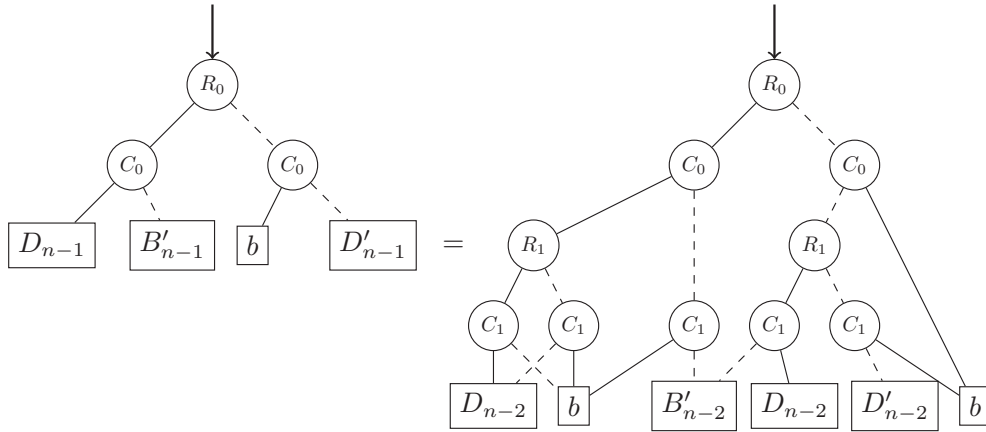 R_0
R_0
C_0 C_0
C_0 C_0
D_{n-1} B'_{n-1} b D'_{n-1} =
R_1 R_1
C_1 C_1 C_1 C_1 C_1
D_{n-2} b B'_{n-2} D_{n-2} D'_{n-2} b